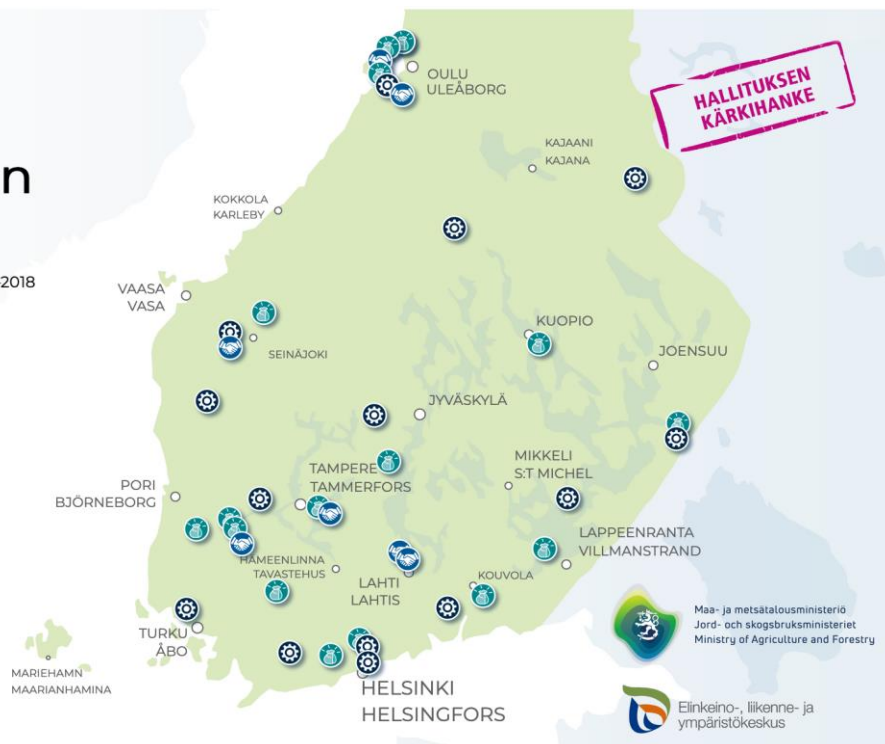 HALLITUKSEN
KÄRKIHANKE
OULU
ULEÅBORG
n
KAJAANI
KAJANA
KOKKOLA
KARLEBY
2018
VAASA
VASA
SEINÄJOKI
KUOPIO
JOENSUU
JYVÄSKYLÄ
MIKKELI
S:T MICHEL
TAMPERE
TAMMERFORS
PORI
BJÖRNEBORG
LAPPEENRANTA
VILLMANSTRAND
HÄMEENLINNA
TAVASTEHUS
LAHTI
LAHTIS
KOUVOLA
TURKU
ÅBO
MARIEHAMN
MAARIANHAMINA
HELSINKI
HELSINGFORS
Maa- ja metsätalousministeriö
Jord- och skogsbruksministeriet
Ministry of Agriculture and Forestry
Elinkeino-, liikenne- ja
ympäristökeskus